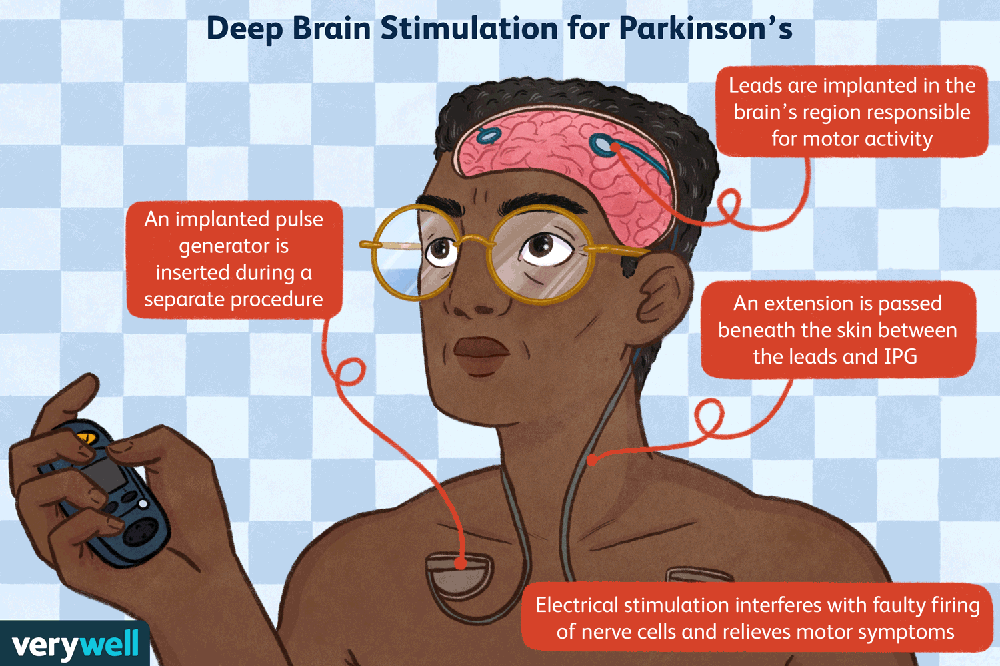 Deep Brain Stimulation for Parkinson’s
Leads are implanted in the
brain’s region responsible
for motor activity
An implanted pulse
generator is
inserted during a
separate procedure
An extension is passed
beneath the skin between
the leads and IPG
Electrical stimulation interferes with faulty firing
of nerve cells and relieves motor symptoms
verywell